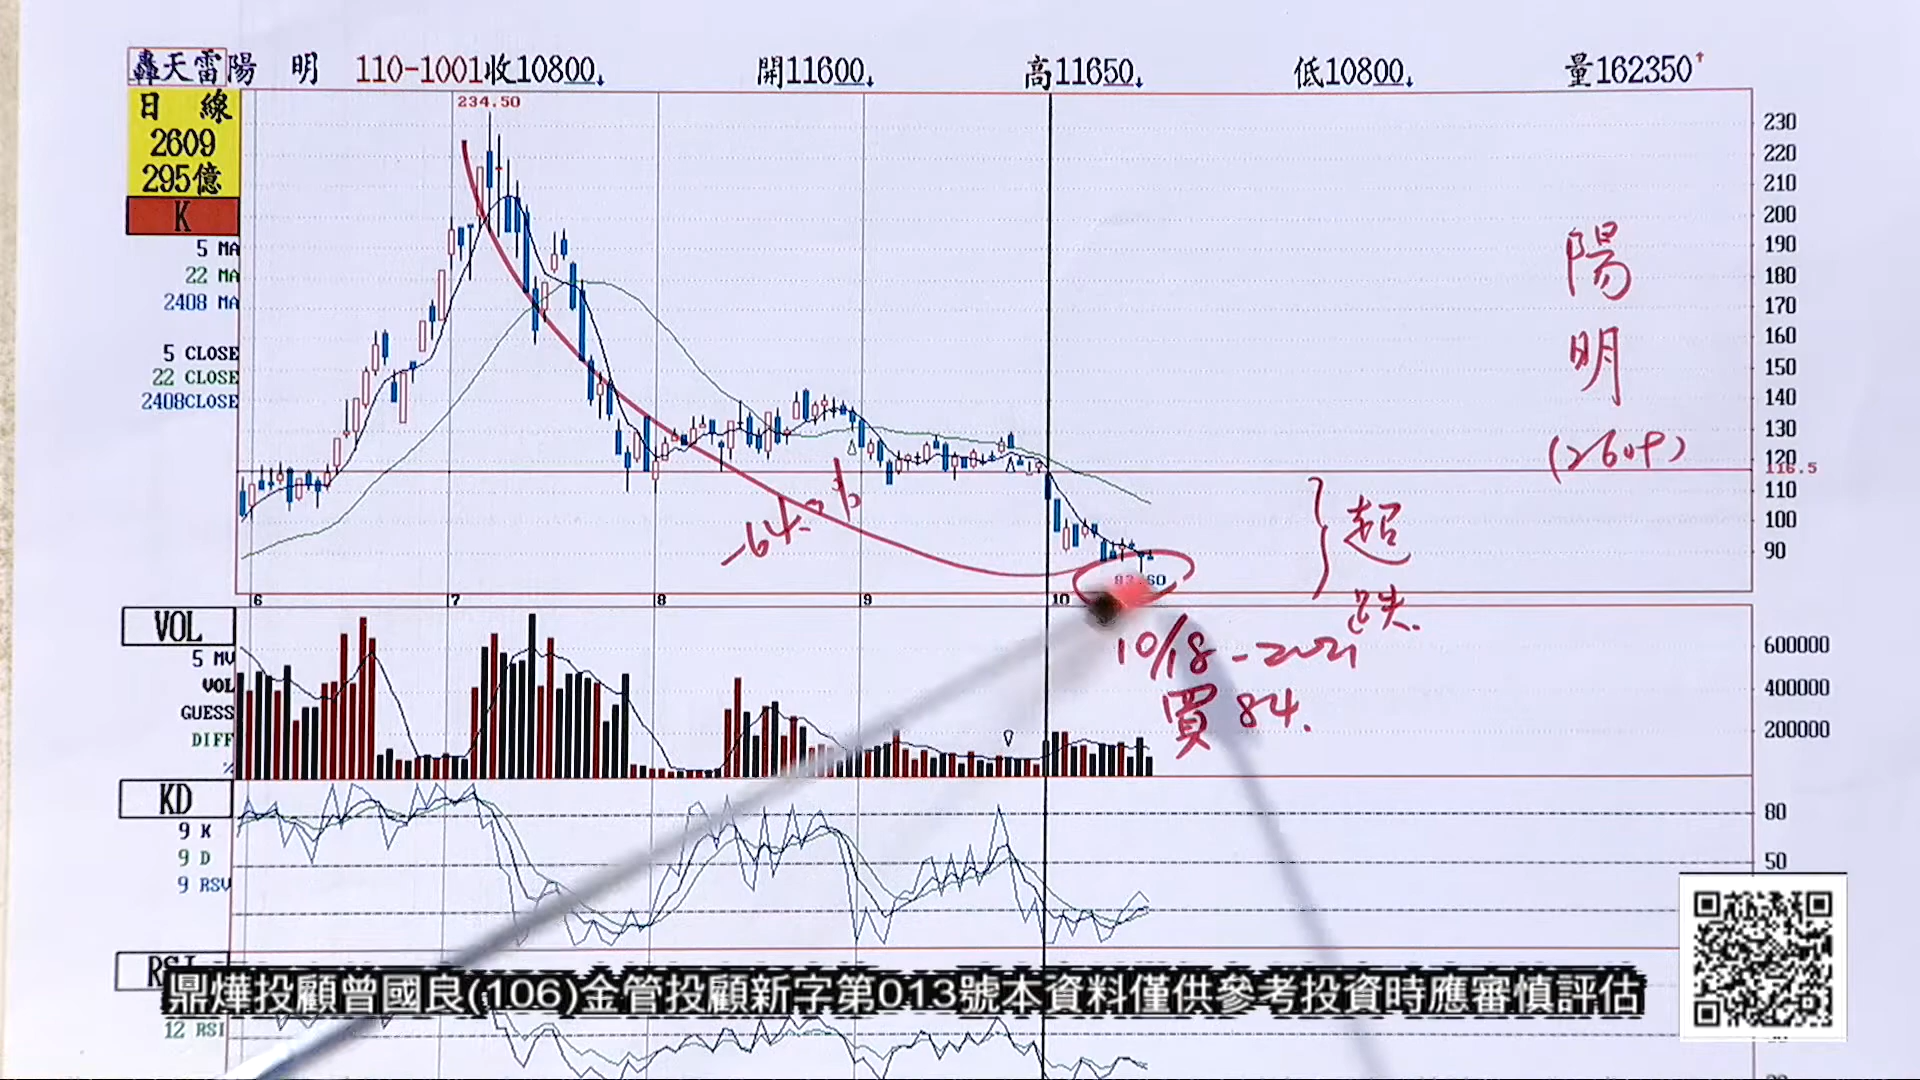 轟天雷陽 明 110-1001收10800↓ 開11600↓ 高11650↓ 低10800↓ 量162350↑
日 線
2609
295億
K
5 MA
22 MA
2408 MA
5 CLOSE
22 CLOSE
2408CLOSE
234.50
230
220
210
200
190
180
170
160
150
140
130
120
116.5
110
100
90
陽
明
(2609)
超
跌.
-64.%
83.60
6 7 8 9 10
10/18-2021
買 84.
VOL
5 MV
VOL
GUESS
DIFF
%
600000
400000
200000
KD
9 K
9 D
9 RSV
80
50
12 RSI
鼎燁投顧曾國良(106)金管投顧新字第013號本資料僅供參考投資時應審慎評估